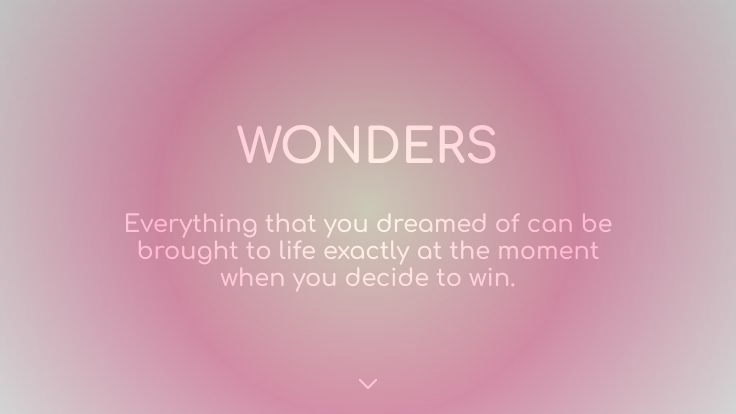 WONDERS
Everything that you dreamed of can be
brought to life exactly at the moment
when you decide to win.